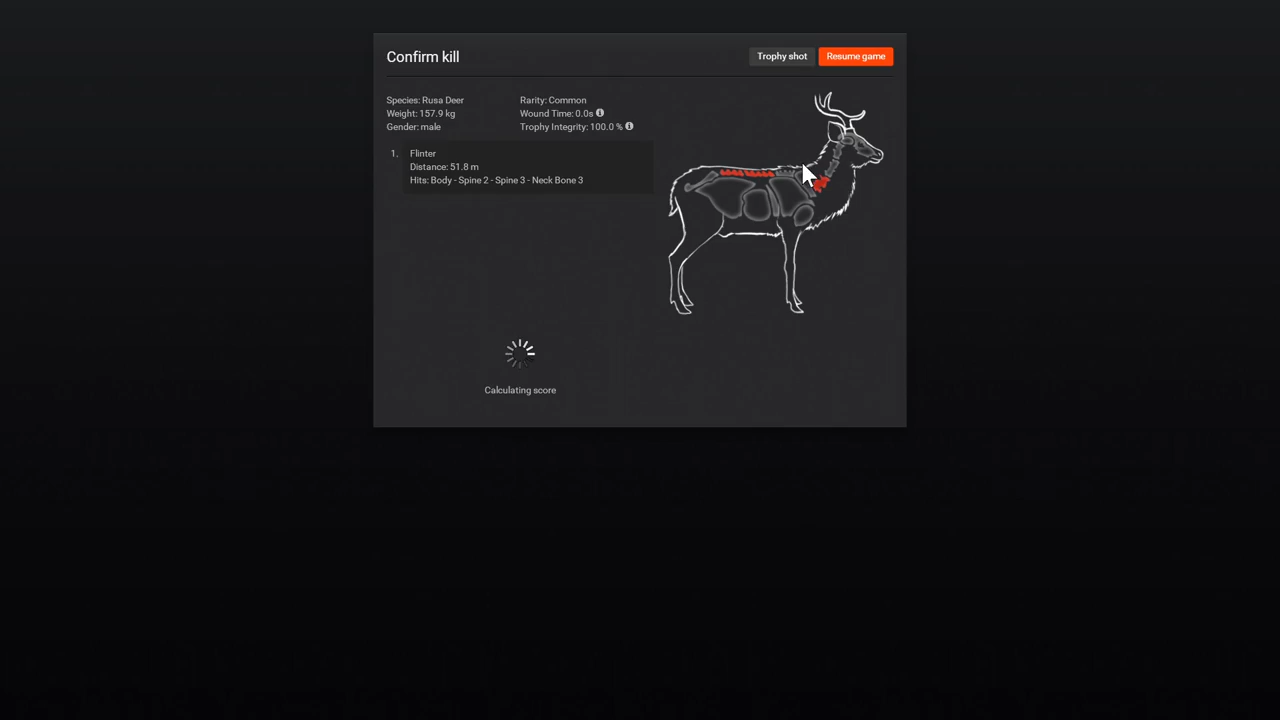 Confirm kill
Trophy shot
Resume game
Species: Rusa Deer
Weight: 157.9 kg
Gender: male
Rarity: Common
Wound Time: 0.0s
Trophy Integrity: 100.0 %
1. Flinter
Distance: 51.8 m
Hits: Body - Spine 2 - Spine 3 - Neck Bone 3
Calculating score